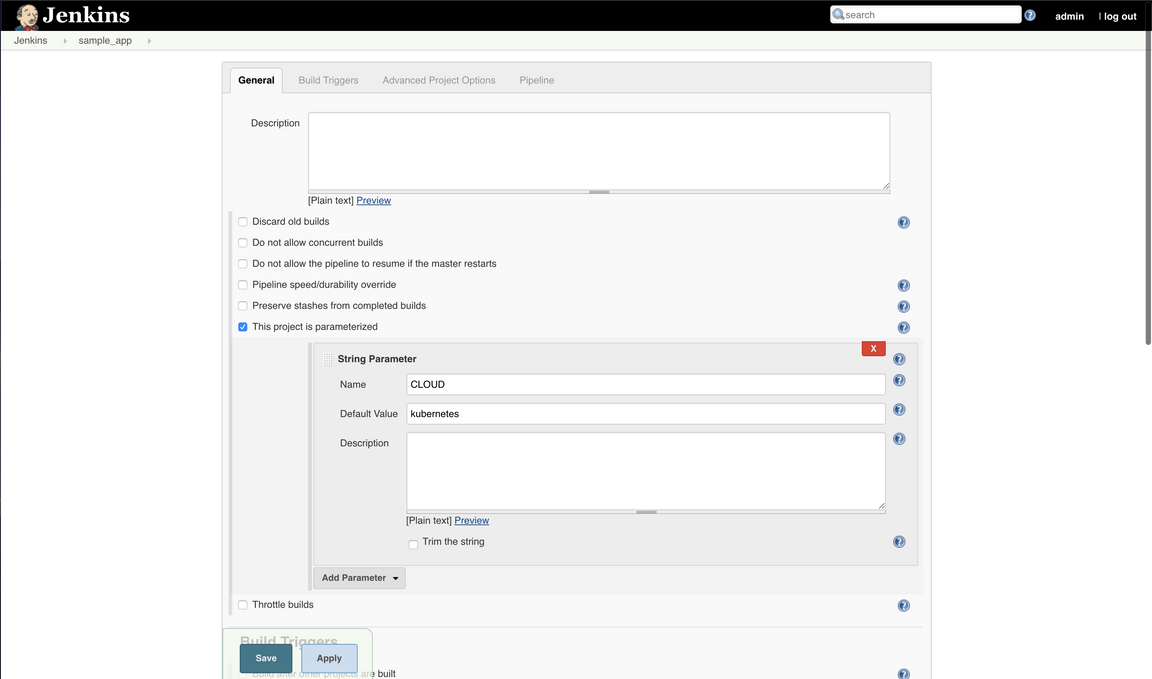 Jenkins
search
admin
| log out
Jenkins
sample_app
General
Build Triggers
Advanced Project Options
Pipeline
Description
[Plain text] Preview
Discard old builds
Do not allow concurrent builds
Do not allow the pipeline to resume if the master restarts
Pipeline speed/durability override
Preserve stashes from completed builds
This project is parameterized
X
String Parameter
Name
CLOUD
Default Value
kubernetes
Description
[Plain text] Preview
Trim the string
Add Parameter
Throttle builds
Build Triggers
Save
Apply
Build after other projects are built